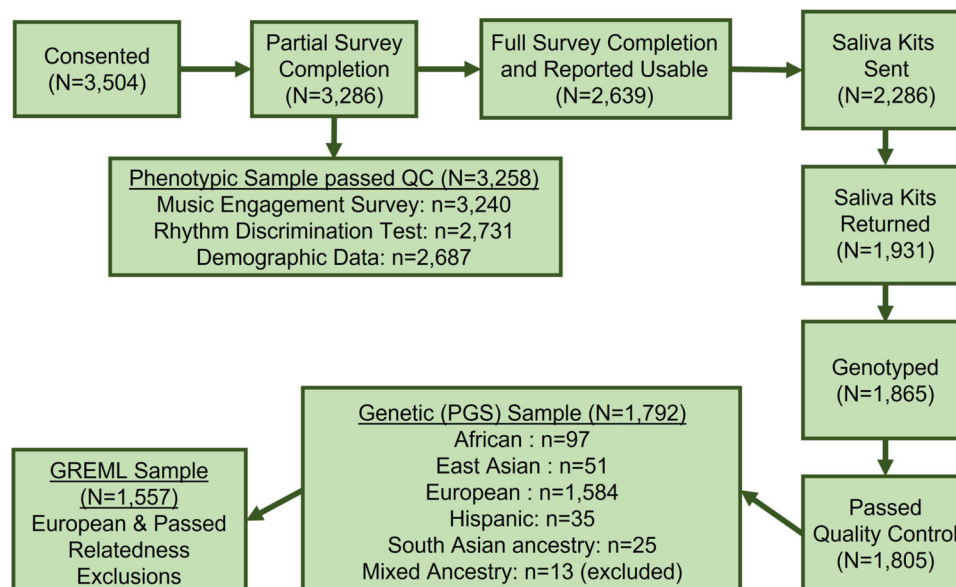 Consented
(N=3,504)
Partial Survey
Completion
(N=3,286)
Full Survey Completion
and Reported Usable
(N=2,639)
Saliva Kits
Sent
(N=2,286)
Phenotypic Sample passed QC (N=3,258)
Music Engagement Survey: n=3,240
Rhythm Discrimination Test: n=2,731
Demographic Data: n=2,687
Saliva Kits
Returned
(N=1,931)
Genotyped
(N=1,865)
Passed
Quality Control
(N=1,805)
Genetic (PGS) Sample (N=1,792)
African : n=97
East Asian : n=51
European : n=1,584
Hispanic: n=35
South Asian ancestry: n=25
Mixed Ancestry: n=13 (excluded)
GREML Sample
(N=1,557)
European & Passed
Relatedness
Exclusions